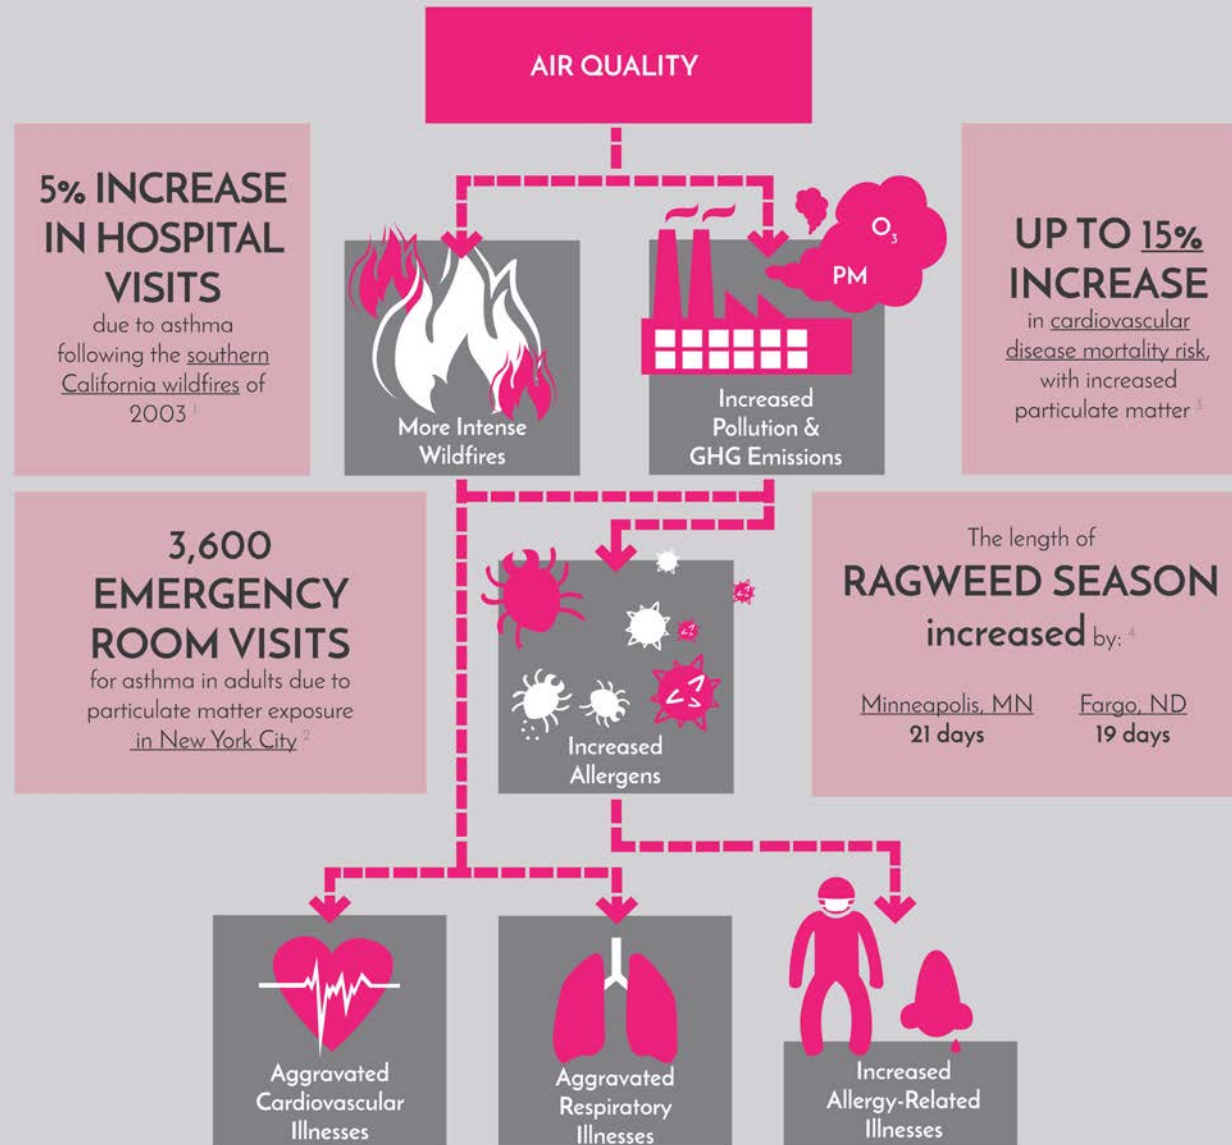 AIR QUALITY
5% INCREASE
IN HOSPITAL
VISITS
due to asthma
following the southern
California wildfires of
2003 1
More Intense
Wildfires
O3
PM
Increased
Pollution &
GHG Emissions
UP TO 15%
INCREASE
in cardiovascular
disease mortality risk,
with increased
particulate matter 3
3,600
EMERGENCY
ROOM VISITS
for asthma in adults due to
particulate matter exposure
in New York City 2
Increased
Allergens
The length of
RAGWEED SEASON
increased by: 4
Minneapolis, MN
21 days
Fargo, ND
19 days
Aggravated
Cardiovascular
Illnesses
Aggravated
Respiratory
Illnesses
Increased
Allergy-Related
Illnesses